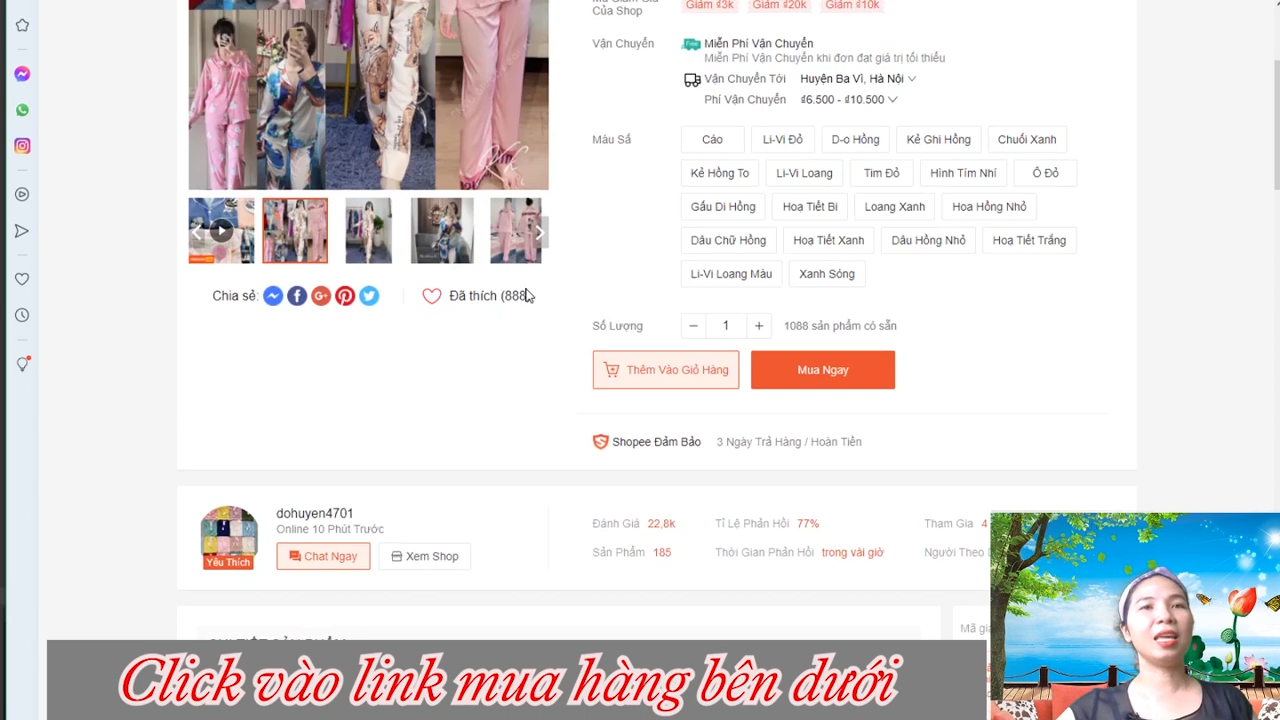 Của Shop
Giảm ₫3k
Giảm ₫20k
Giảm ₫10k
Vận Chuyển
Miễn Phí Vận Chuyển
Miễn Phí Vận Chuyển khi đơn đạt giá trị tối thiểu
Vận Chuyển Tới Huyện Ba Vì, Hà Nội
Phí Vận Chuyển ₫6.500 - ₫10.500
Màu Sắ
Cáo
Li-Vi Đỏ
D-o Hồng
Kẻ Ghi Hồng
Chuối Xanh
Kẻ Hồng To
Li-Vi Loang
Tim Đỏ
Hình Tím Nhí
Ô Đỏ
Gấu Di Hồng
Hoạ Tiết Bi
Loang Xanh
Hoa Hồng Nhỏ
Dâu Chữ Hồng
Hoạ Tiết Xanh
Dâu Hồng Nhỏ
Hoạ Tiết Trắng
Li-Vi Loang Màu
Xanh Sóng
Chia sẻ:
Đã thích (888
Số Lượng
1
1088 sản phẩm có sẵn
Thêm Vào Giỏ Hàng
Mua Ngay
Shopee Đảm Bảo
3 Ngày Trả Hàng / Hoàn Tiền
dohuyen4701
Online 10 Phút Trước
Yêu Thích
Chat Ngay
Xem Shop
Đánh Giá 22,8k
Tỉ Lệ Phản Hồi 77%
Tham Gia 4
Sản Phẩm 185
Thời Gian Phản Hồi trong vài giờ
Người Theo
Mã
Click vào link mua hàng bên dưới